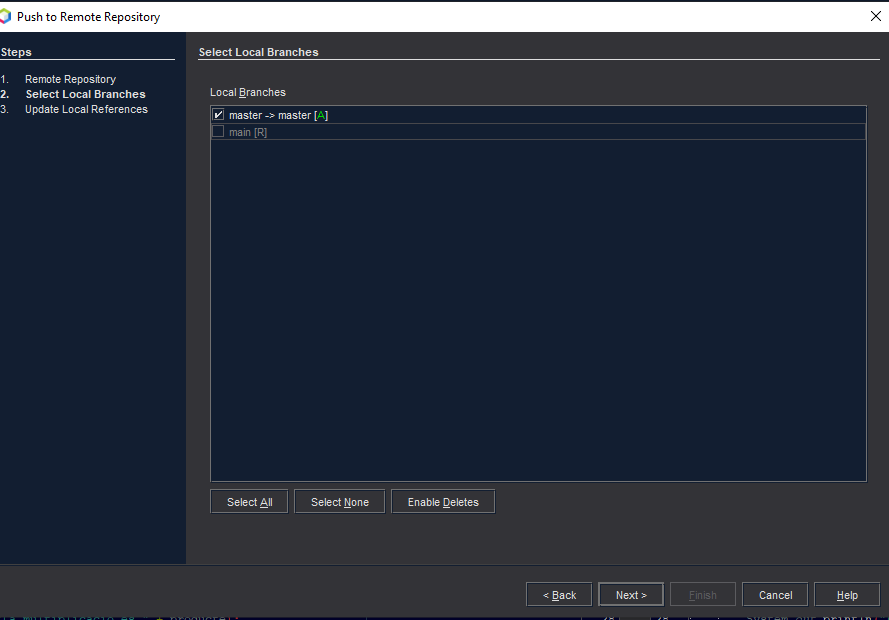 Push to Remote Repository
Steps
1. Remote Repository
2. Select Local Branches
3. Update Local References
Select Local Branches
Local Branches
master -> master [A]
main [R]
Select All
Select None
Enable Deletes
< Back
Next >
Finish
Cancel
Help